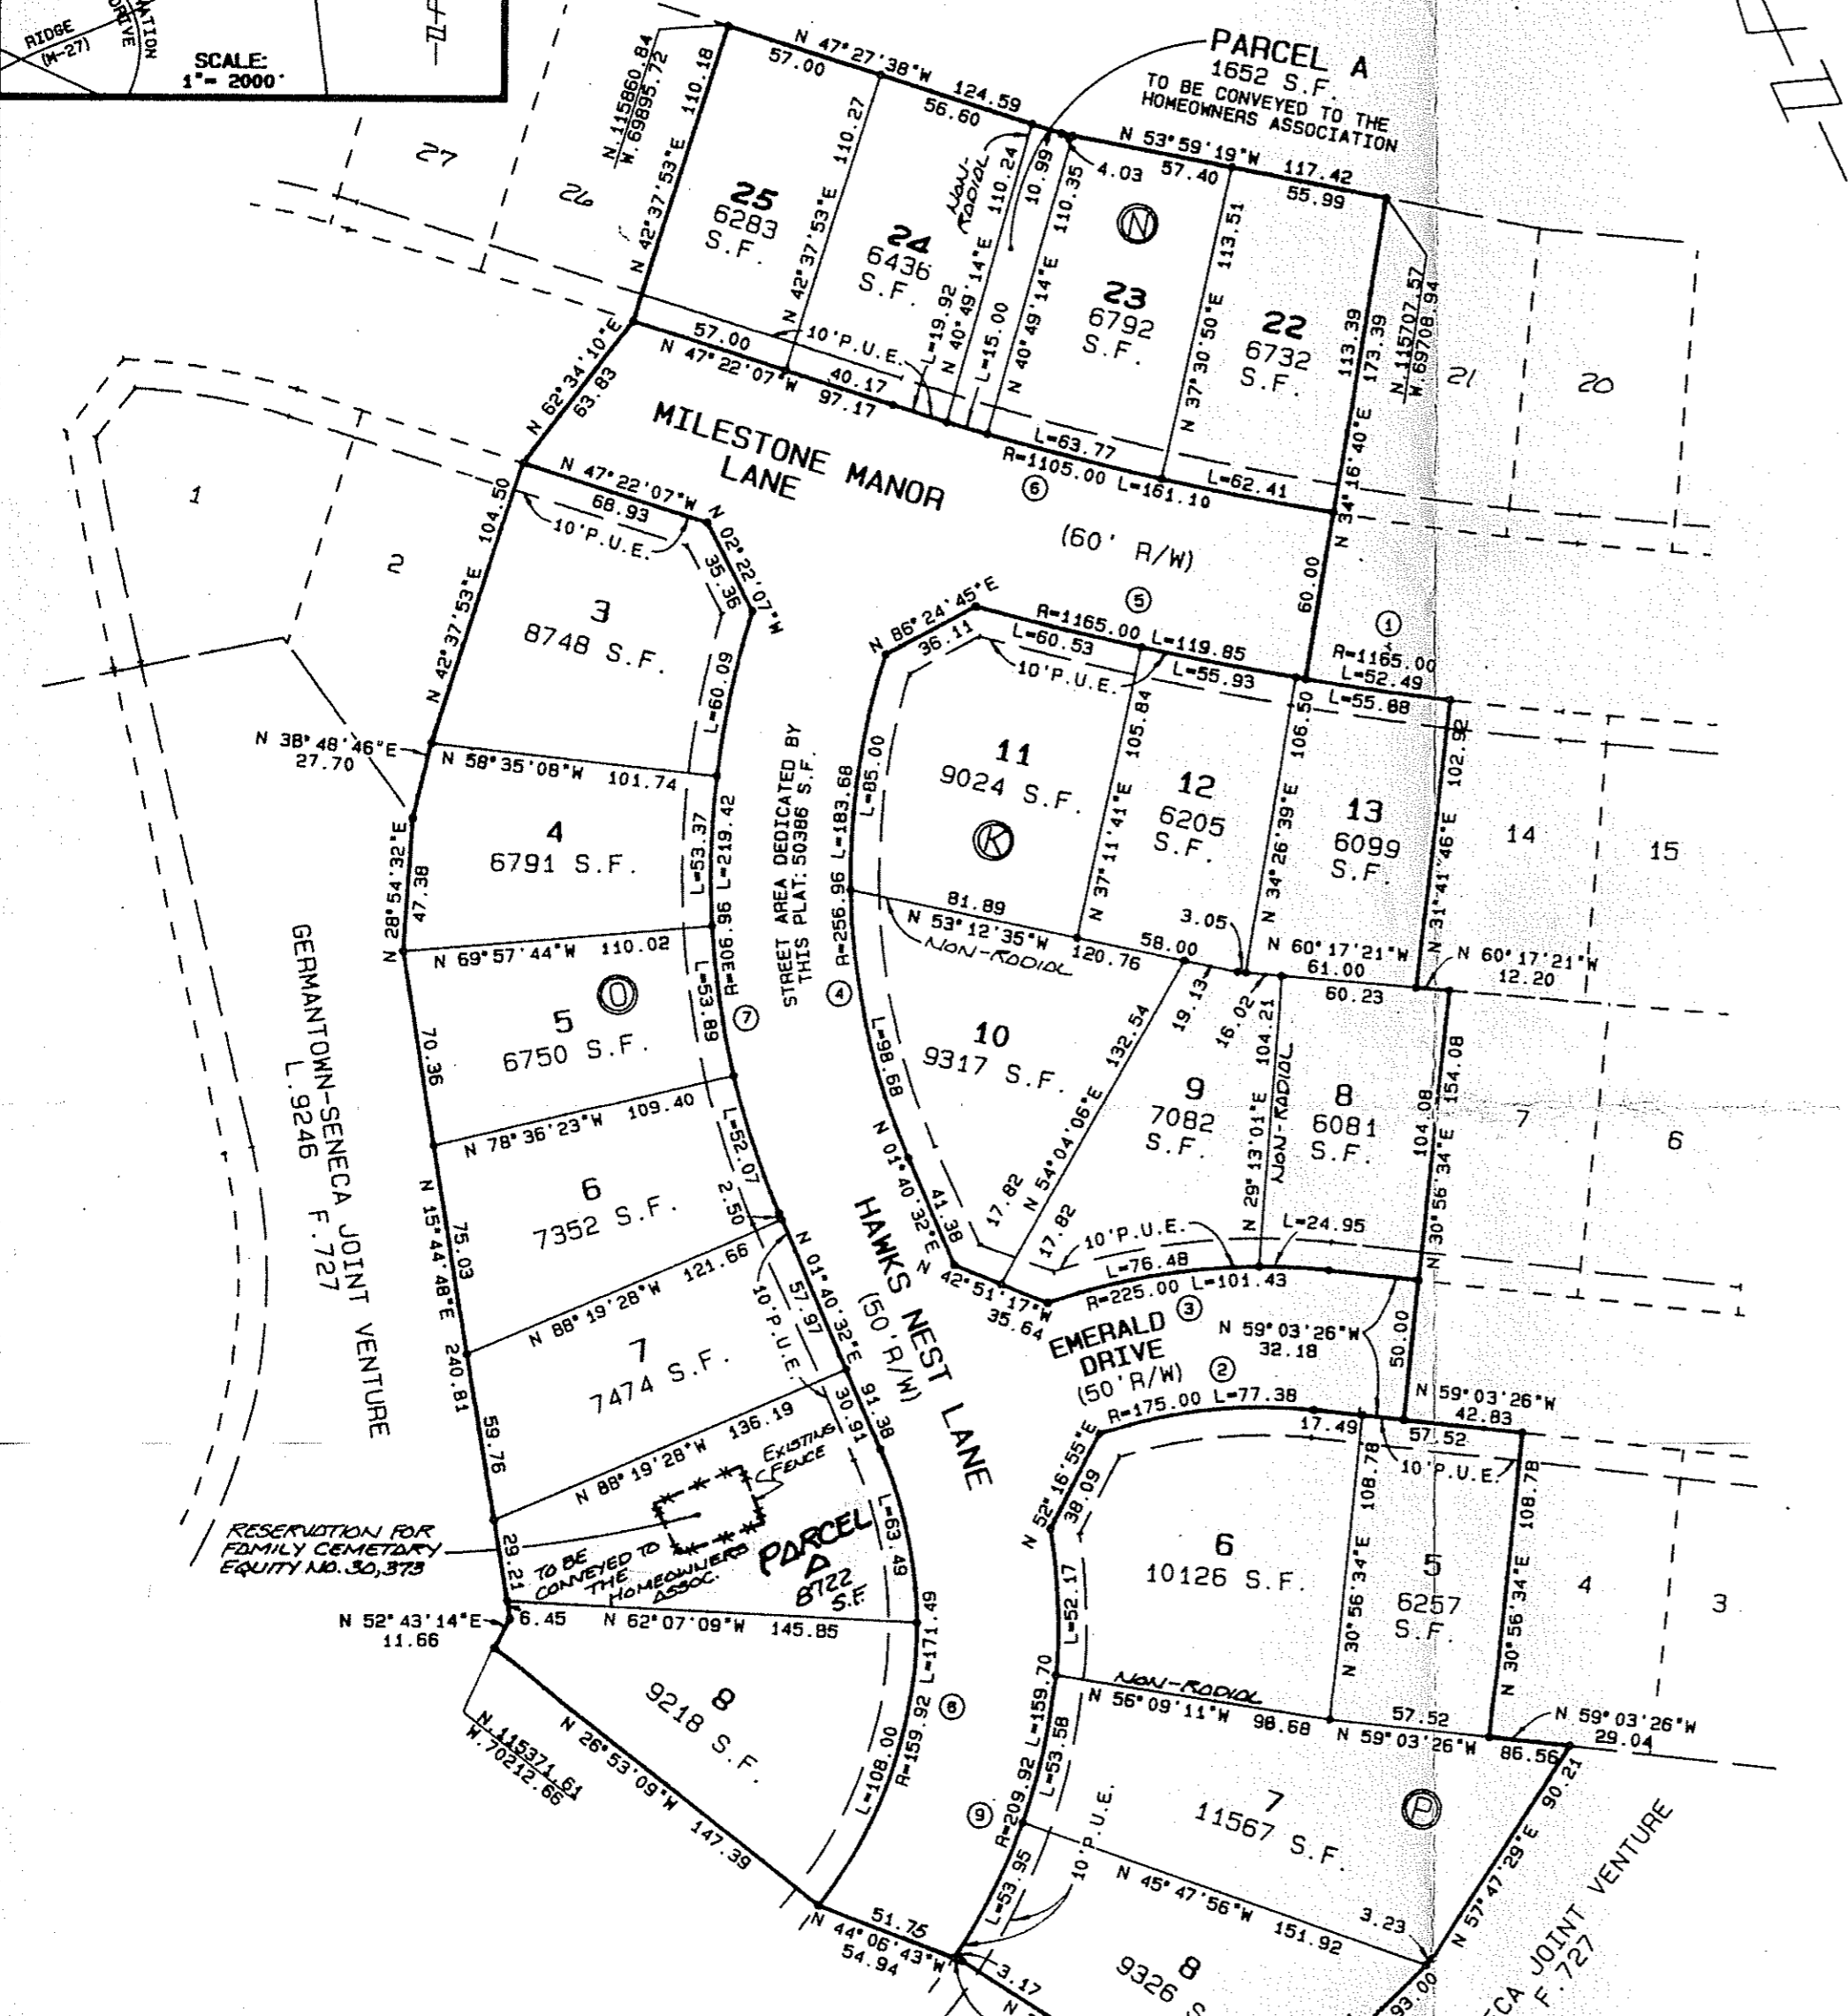 RIDGE
(M-27)
DRIVE
SCALE:
1"= 2000'
N.115860.84
W.69895.72
N 47°27'38"W 124.59
57.00
56.60
PARCEL A
1652 S.F.
TO BE CONVEYED TO THE
HOMEOWNERS ASSOCIATION
N 53°59'19"W 117.42
4.03
57.40
55.99
27
26
N 42°37'53"E 110.18
25
6283
S.F.
N 42°37'53"E 110.27
24
6436
S.F.
NON-
RADIAL
N 40°49'14"E 110.24
10.99
N 40°49'14"E 110.35
N
23
6792
S.F.
N 37°30'50"E 113.51
22
6732
S.F.
113.39
N 34°16'40"E 173.39
N.115707.57
W.69708.94
21
20
57.00
10'P.U.E.
L=19.92
L=15.00
N 47°22'07"W 97.17
40.17
L=63.77
R=1105.00 L=161.10
6
L=62.41
N 62°34'10"E
63.83
MILESTONE MANOR
LANE
(60' R/W)
60.00
1
2
N 47°22'07"W
68.93
10'P.U.E.
N 02°22'07"W
35.36
N 42°37'53"E 104.50
3
8748 S.F.
L=60.09
N 86°24'45"E
36.11
5
R=1165.00 L=119.85
L=60.53
10'P.U.E.
L=55.93
1
R=1165.00
L=52.49
L=55.88
N 38°48'46"E
27.70
N 58°35'08"W 101.74
STREET AREA DEDICATED BY
THIS PLAT: 50386 S.F.
L=85.00
11
9024 S.F.
K
N 37°11'41"E 105.84
12
6205
S.F.
N 34°26'39"E 106.50
13
6099
S.F.
N 31°41'46"E 102.92
14
15
N 28°54'32"E
47.38
4
6791 S.F.
L=53.37
R=306.96 L=219.42
7
R=256.96 L=183.68
4
81.89
N 53°12'35"W 120.76
NON-RADIAL
58.00
3.05
N 60°17'21"W
61.00
60.23
N 60°17'21"W
12.20
N 69°57'44"W 110.02
O
5
6750 S.F.
L=53.89
GERMANTOWN-SENECA JOINT VENTURE
L.9246 F.727
70.36
L=98.68
10
9317 S.F.
N 54°04'06"E 132.54
19.13
16.02
9
7082
S.F.
N 29°13'01"E 104.21
NON-RADIAL
8
6081
S.F.
104.08
N 30°56'34"E 154.08
7
6
N 78°36'23"W 109.40
L=52.07
2.50
6
7352 S.F.
N 15°44'48"E 240.81
75.03
N 01°40'32"E
41.38
17.82
17.82
10'P.U.E.
L=24.95
L=76.48
R=225.00 L=101.43
3
N 42°51'17"W
35.64
N 88°19'28"W 121.66
10'P.U.E.
N 01°40'32"E 91.38
57.97
HAWKS NEST LANE
(50'R/W)
EMERALD
DRIVE
(50'R/W)
2
N 59°03'26"W
32.18
50.00
7
7474 S.F.
30.91
59.76
R=175.00 L=77.38
17.49
57.52
N 59°03'26"W
42.83
10'P.U.E.
N 88°19'28"W 136.19
EXISTING
FENCE
N 52°16'55"E
38.09
RESERVATION FOR
FAMILY CEMETARY
EQUITY NO. 30,373
29.21
TO BE
CONVEYED TO
THE
HOMEOWNERS
ASSOC.
PARCEL
A
8722
S.F.
L=63.49
6
10126 S.F.
N 30°56'34"E 108.78
5
6257
S.F.
N 30°56'34"E 108.78
4
3
N 52°43'14"E
11.66
6.45
N 62°07'09"W 145.85
L=52.17
8
9218 S.F.
R=159.92 L=171.49
8
L=108.00
NON-RADIAL
N 56°09'11"W 98.68
57.52
N 59°03'26"W 86.56
N 59°03'26"W
29.04
N.115371.61
W.70212.66
N 26°53'09"W 147.39
9
R=209.92 L=159.70
L=53.58
10'P.U.E.
7
11567 S.F.
P
N 57°47'29"E 90.21
N 45°47'56"W 151.92
3.23
L=53.95
51.75
N 44°06'43"W
54.94
3.17
8
9326 S
93.00
ECA JOINT VENTURE
F.727